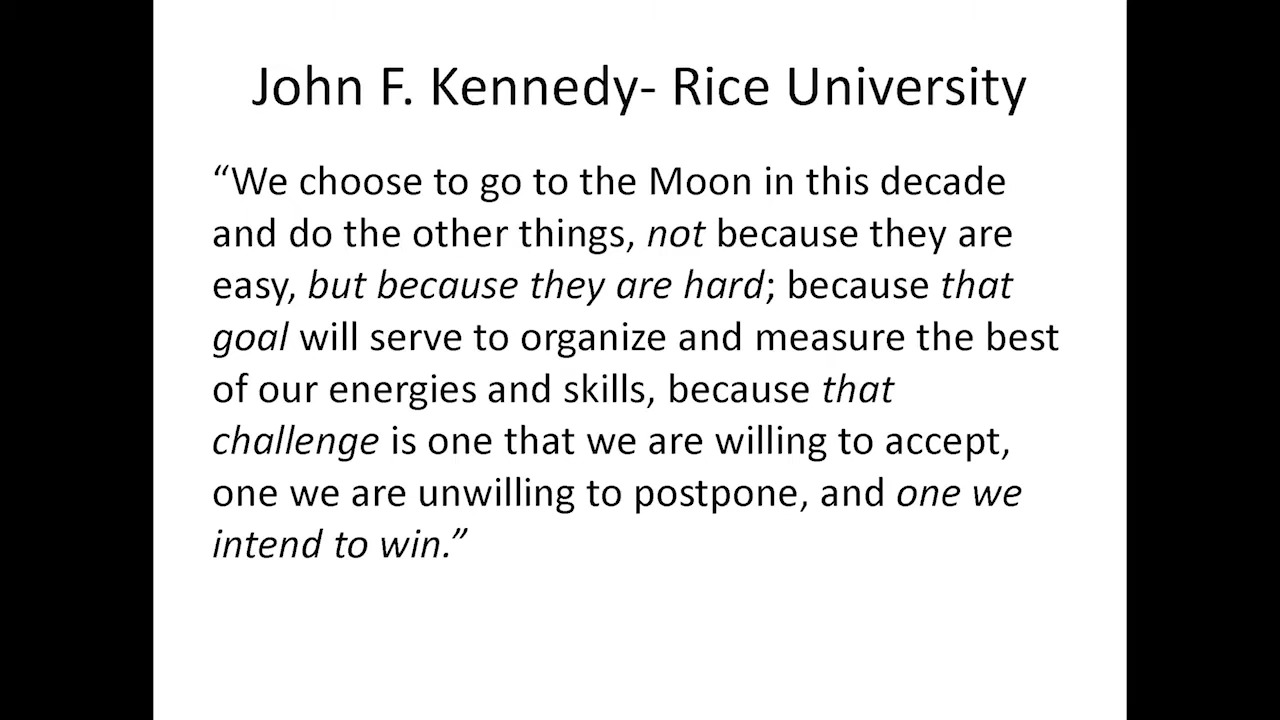 John F. Kennedy- Rice University
“We choose to go to the Moon in this decade
and do the other things, not because they are
easy, but because they are hard; because that
goal will serve to organize and measure the best
of our energies and skills, because that
challenge is one that we are willing to accept,
one we are unwilling to postpone, and one we
intend to win.”